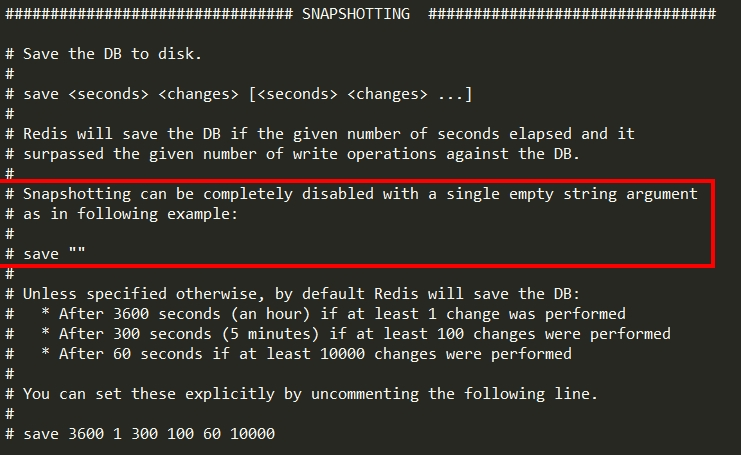 ################################ SNAPSHOTTING  ################################
# Save the DB to disk.
#
# save <seconds> <changes> [<seconds> <changes> ...]
#
# Redis will save the DB if the given number of seconds elapsed and it
# surpassed the given number of write operations against the DB.
#
# Snapshotting can be completely disabled with a single empty string argument
# as in following example:
#
# save ""
#
# Unless specified otherwise, by default Redis will save the DB:
#   * After 3600 seconds (an hour) if at least 1 change was performed
#   * After 300 seconds (5 minutes) if at least 100 changes were performed
#   * After 60 seconds if at least 10000 changes were performed
#
# You can set these explicitly by uncommenting the following line.
#
# save 3600 1 300 100 60 10000